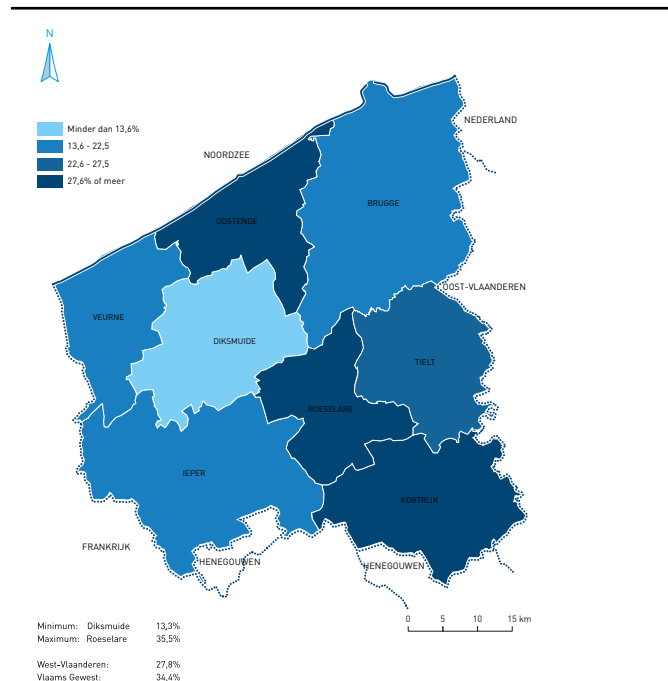 N
Minder dan 13,6%
13,6 - 22,5
22,6 - 27,5
27,6% of meer
NEDERLAND
NOORDZEE
BRUGGE
OOSTENDE
OOST-VLAANDEREN
VEURNE
DIKSMUIDE
TIELT
ROESELARE
IEPER
KORTRIJK
FRANKRIJK
HENEGOUWEN
HENEGOUWEN
Minimum: Diksmuide 13,3%
Maximum: Roeselare 35,5%
0 5 10 15 km
West-Vlaanderen: 27,8%
Vlaams Gewest: 34,4%